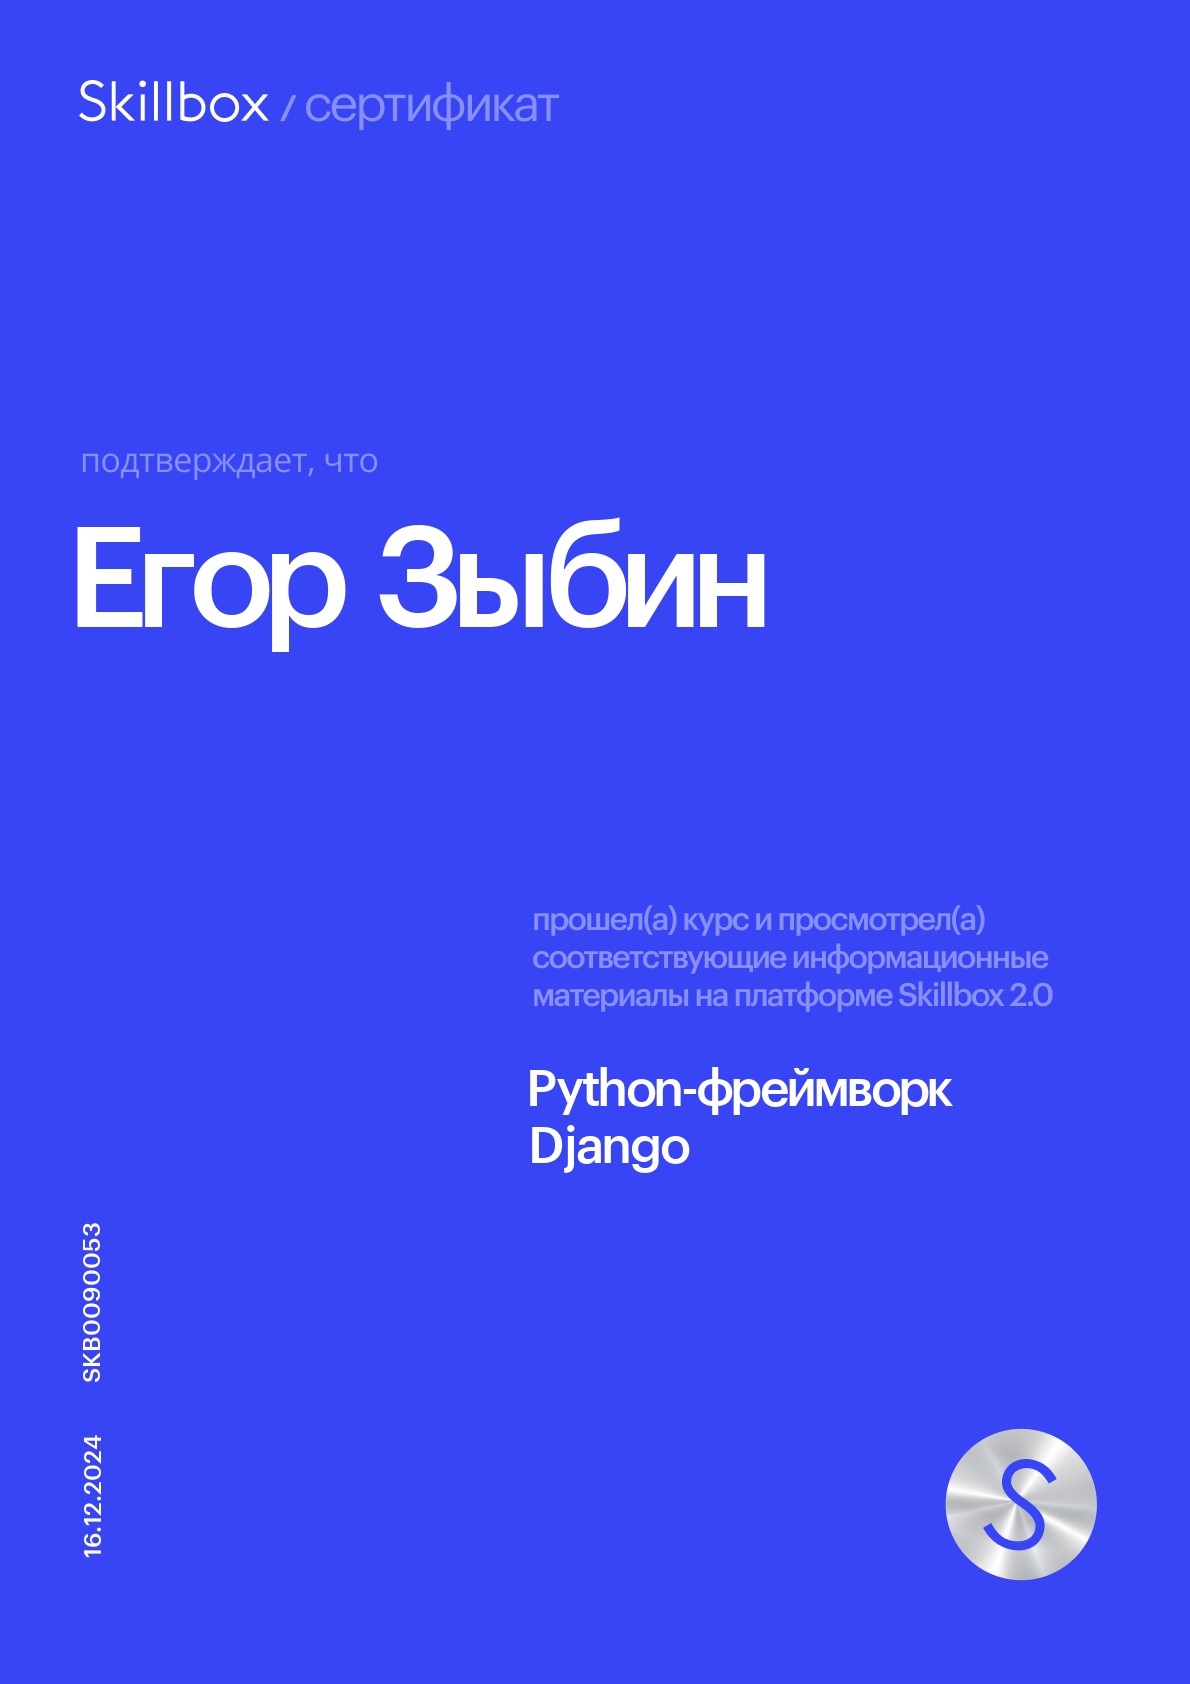 Skillbox / сертификат
подтверждает, что
Егор Зыбин
прошел(а) курс и просмотрел(а)
соответствующие информационные
материалы на платформе Skillbox 2.0
Python-фреймворк
Django
SKB0090053
16.12.2024
S